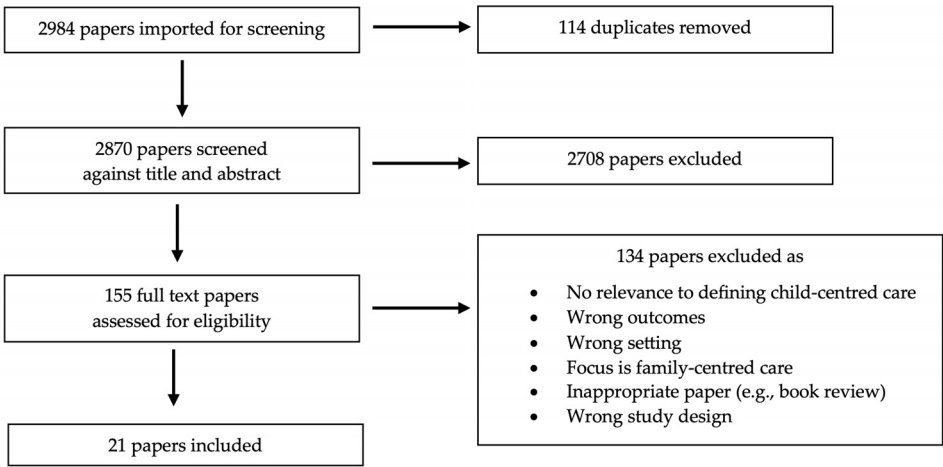 2984 papers imported for screening
114 duplicates removed
2870 papers screened
against title and abstract
2708 papers excluded
155 full text papers
assessed for eligibility
134 papers excluded as
• No relevance to defining child-centred care
• Wrong outcomes
• Wrong setting
• Focus is family-centred care
• Inappropriate paper (e.g., book review)
• Wrong study design
21 papers included